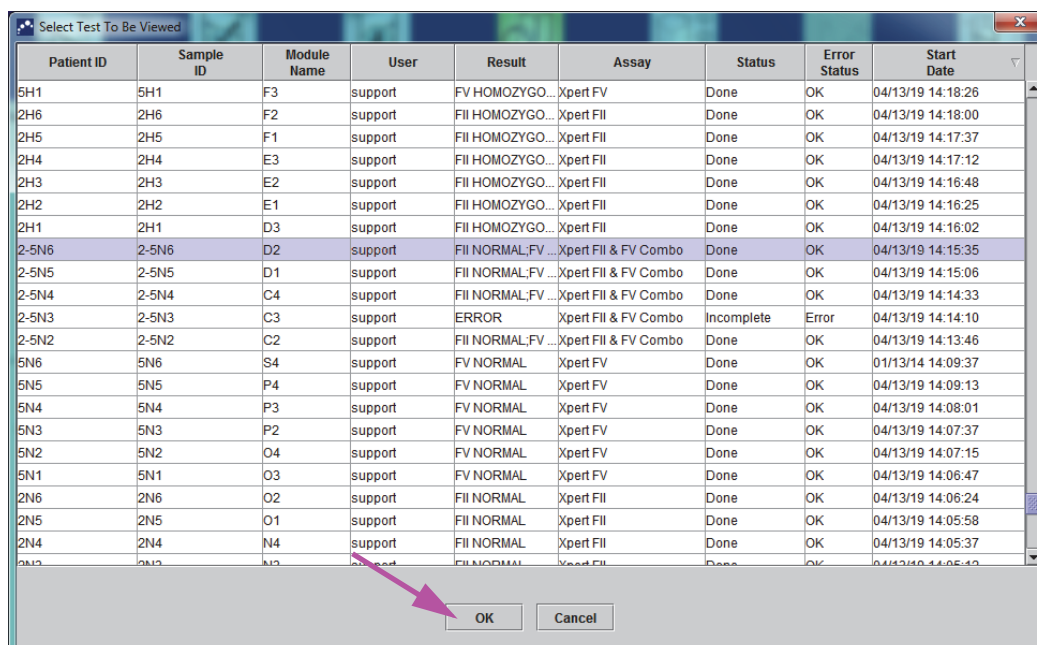 Select Test To Be Viewed
Patient ID Sample ID Module Name User Result Assay Status Error Status Start Date
5H1 5H1 F3 support FV HOMOZYGO... Xpert FV Done OK 04/13/19 14:18:26
2H6 2H6 F2 support FII HOMOZYGO... Xpert FII Done OK 04/13/19 14:18:00
2H5 2H5 F1 support FII HOMOZYGO... Xpert FII Done OK 04/13/19 14:17:37
2H4 2H4 E3 support FII HOMOZYGO... Xpert FII Done OK 04/13/19 14:17:12
2H3 2H3 E2 support FII HOMOZYGO... Xpert FII Done OK 04/13/19 14:16:48
2H2 2H2 E1 support FII HOMOZYGO... Xpert FII Done OK 04/13/19 14:16:25
2H1 2H1 D3 support FII HOMOZYGO... Xpert FII Done OK 04/13/19 14:16:02
2-5N6 2-5N6 D2 support FII NORMAL;FV ... Xpert FII & FV Combo Done OK 04/13/19 14:15:35
2-5N5 2-5N5 D1 support FII NORMAL;FV ... Xpert FII & FV Combo Done OK 04/13/19 14:15:06
2-5N4 2-5N4 C4 support FII NORMAL;FV ... Xpert FII & FV Combo Done OK 04/13/19 14:14:33
2-5N3 2-5N3 C3 support ERROR Xpert FII & FV Combo Incomplete Error 04/13/19 14:14:10
2-5N2 2-5N2 C2 support FII NORMAL;FV ... Xpert FII & FV Combo Done OK 04/13/19 14:13:46
5N6 5N6 S4 support FV NORMAL Xpert FV Done OK 01/13/14 14:09:37
5N5 5N5 P4 support FV NORMAL Xpert FV Done OK 04/13/19 14:09:13
5N4 5N4 P3 support FV NORMAL Xpert FV Done OK 04/13/19 14:08:01
5N3 5N3 P2 support FV NORMAL Xpert FV Done OK 04/13/19 14:07:37
5N2 5N2 O4 support FV NORMAL Xpert FV Done OK 04/13/19 14:07:15
5N1 5N1 O3 support FV NORMAL Xpert FV Done OK 04/13/19 14:06:47
2N6 2N6 O2 support FII NORMAL Xpert FII Done OK 04/13/19 14:06:24
2N5 2N5 O1 support FII NORMAL Xpert FII Done OK 04/13/19 14:05:58
2N4 2N4 N4 support FII NORMAL Xpert FII Done OK 04/13/19 14:05:37
OK Cancel